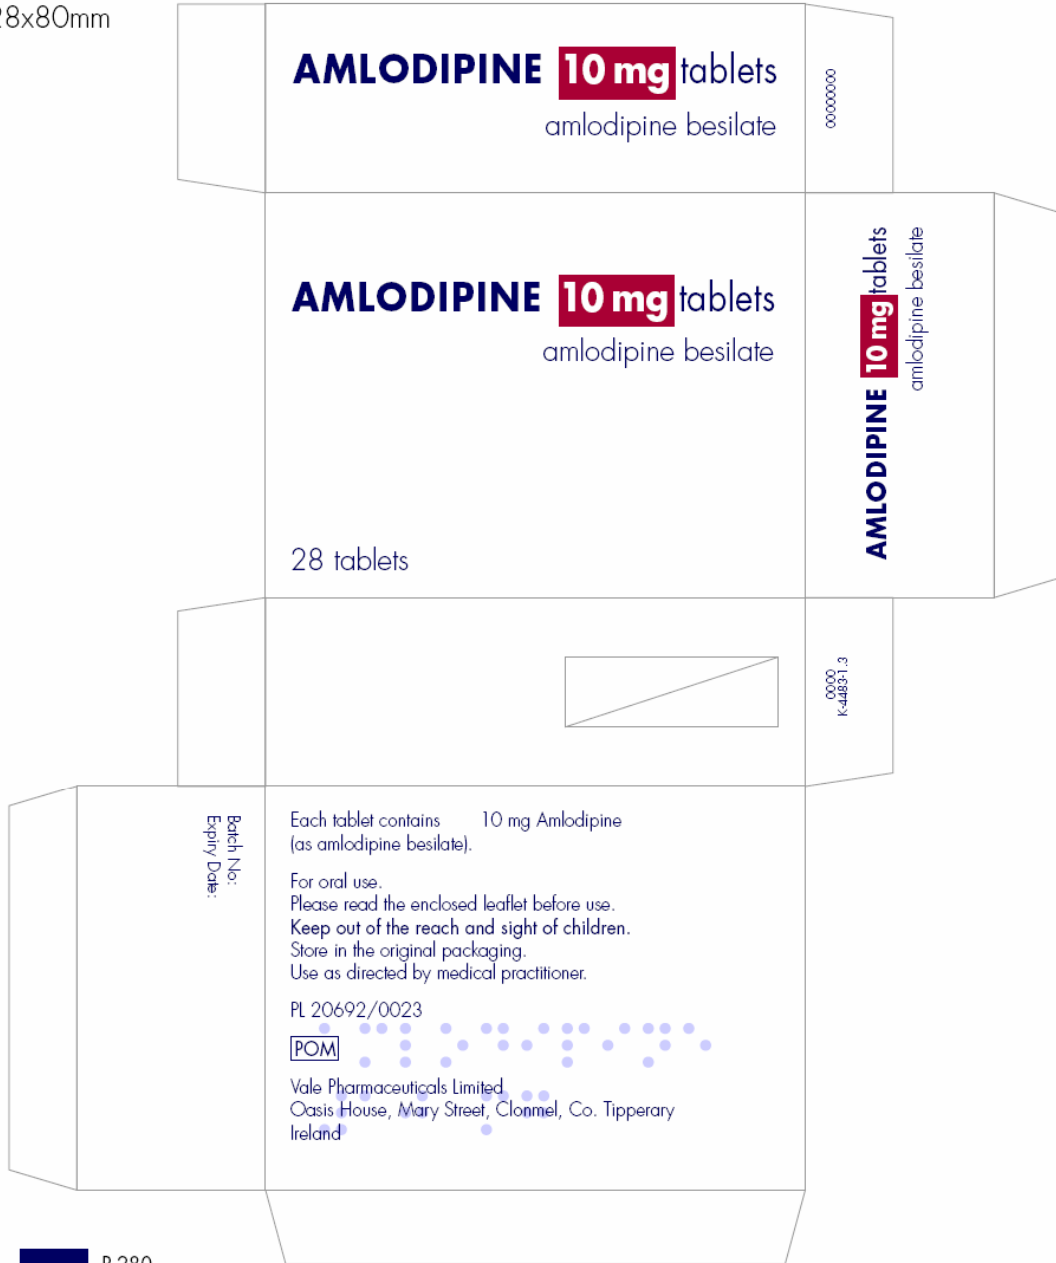 28x80mm
AMLODIPINE 10 mg tablets
amlodipine besilate
00000000
AMLODIPINE 10 mg tablets
amlodipine besilate
28 tablets
AMLODIPINE 10 mg tablets
amlodipine besilate
0000
K-4483-1.3
Batch No:
Expiry Date:
Each tablet contains 10 mg Amlodipine
(as amlodipine besilate).
For oral use.
Please read the enclosed leaflet before use.
Keep out of the reach and sight of children.
Store in the original packaging.
Use as directed by medical practitioner.
PL 20692/0023
POM
Vale Pharmaceuticals Limited
Oasis House, Mary Street, Clonmel, Co. Tipperary
Ireland